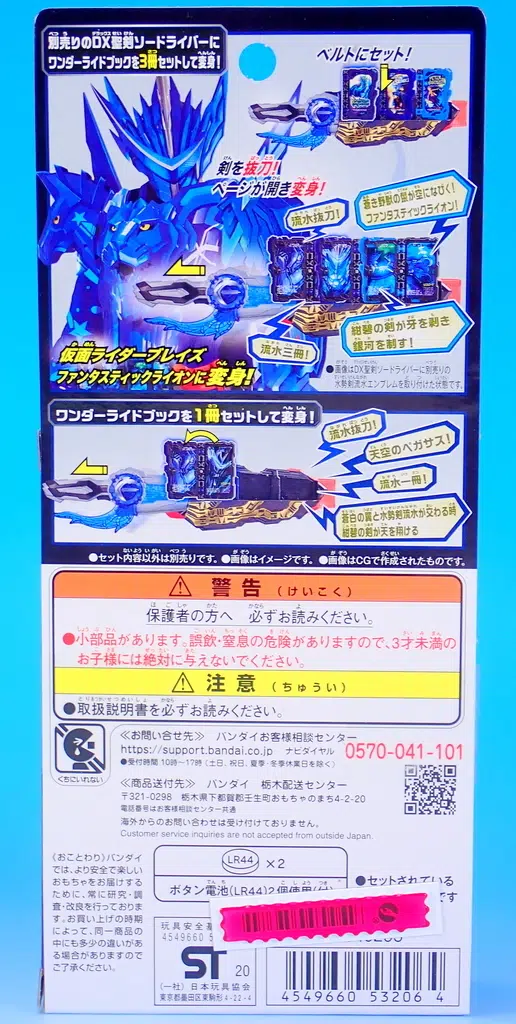 別売りのDX聖剣ソードライバーに
ワンダーライドブックを3冊セットして変身!
ベルトにセット!
剣を抜刀!
ページが開き変身!
流水抜刀!
蒼き野獣の鬣が空になびく!
ファンタスティックライオン!
流水三冊!
紺碧の剣が牙を剥き
銀河を制す!
仮面ライダーブレイズ
ファンタスティックライオンに変身!
●画像はDX聖剣ソードライバーに別売りの
水勢剣流水エンブレムを取り付けた状態です。
ワンダーライドブックを1冊セットして変身!
流水抜刀!
天空のペガサス!
流水一冊!
蒼白の翼と水勢剣流水が交わる時
紺碧の剣が天を翔ける
●セット内容以外は別売りです。●画像はイメージです。●画像はCGで作成されたものです。
警告(けいこく)
保護者の方へ 必ずお読みください。
●小部品があります。誤飲・窒息の危険がありますので、3才未満の
お子様には絶対に与えないでください。
注意(ちゅうい)
●取扱説明書を必ずお読みください。
くちにいれない
《お問い合せ先》 バンダイお客様相談センター
https://support.bandai.co.jp ナビダイヤル 0570-041-101
●受付時間 10時〜17時(土日、祝日、夏季・冬季休業日を除く)
《商品送付先》 バンダイ 栃木配送センター
〒321-0298 栃木県下都賀郡壬生町おもちゃのまち4-2-20
電話番号はお客様相談センター共通
海外からのお問い合わせは受け付けておりません。
Customer service inquiries are not accepted from outside Japan.
《おことわり》バンダイ
では、より安全で楽しい
おもちゃをお届けする
ために、常に研究・調
査・改良を行っておりま
す。お買い上げの時期
によって、同一商品の
中にも多少の違いがあ
る場合がありますので
ご了承ください。
LR44 ×2
ボタン電池(LR44)2個使用(付
●セットされている
玩具安全基
4549660 5
ST 20
(一社)日本玩具協会
東京都墨田区東駒形4-22-4
4549660 53206 4